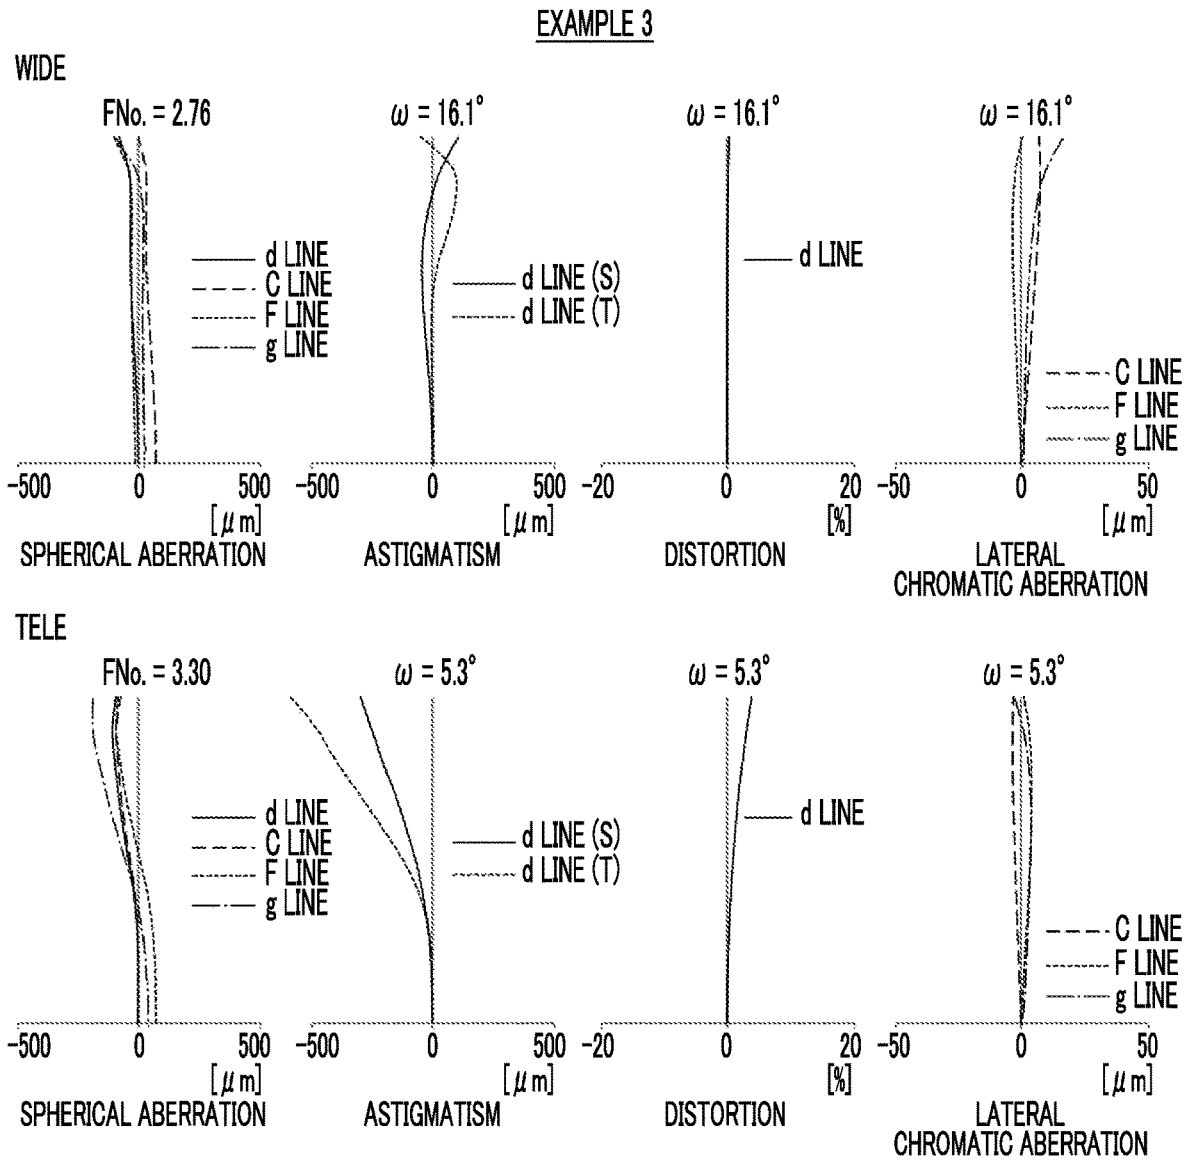 EXAMPLE 3
WIDE
FNo. = 2.76
d LINE
C LINE
F LINE
g LINE
-500 0 500
[μm]
SPHERICAL ABERRATION
ω = 16.1°
d LINE (S)
d LINE (T)
-500 0 500
[μm]
ASTIGMATISM
ω = 16.1°
d LINE
-20 0 20
[%]
DISTORTION
ω = 16.1°
C LINE
F LINE
g LINE
-50 0 50
[μm]
LATERAL
CHROMATIC ABERRATION
TELE
FNo. = 3.30
d LINE
C LINE
F LINE
g LINE
-500 0 500
[μm]
SPHERICAL ABERRATION
ω = 5.3°
d LINE (S)
d LINE (T)
-500 0 500
[μm]
ASTIGMATISM
ω = 5.3°
d LINE
-20 0 20
[%]
DISTORTION
ω = 5.3°
C LINE
F LINE
g LINE
-50 0 50
[μm]
LATERAL
CHROMATIC ABERRATION